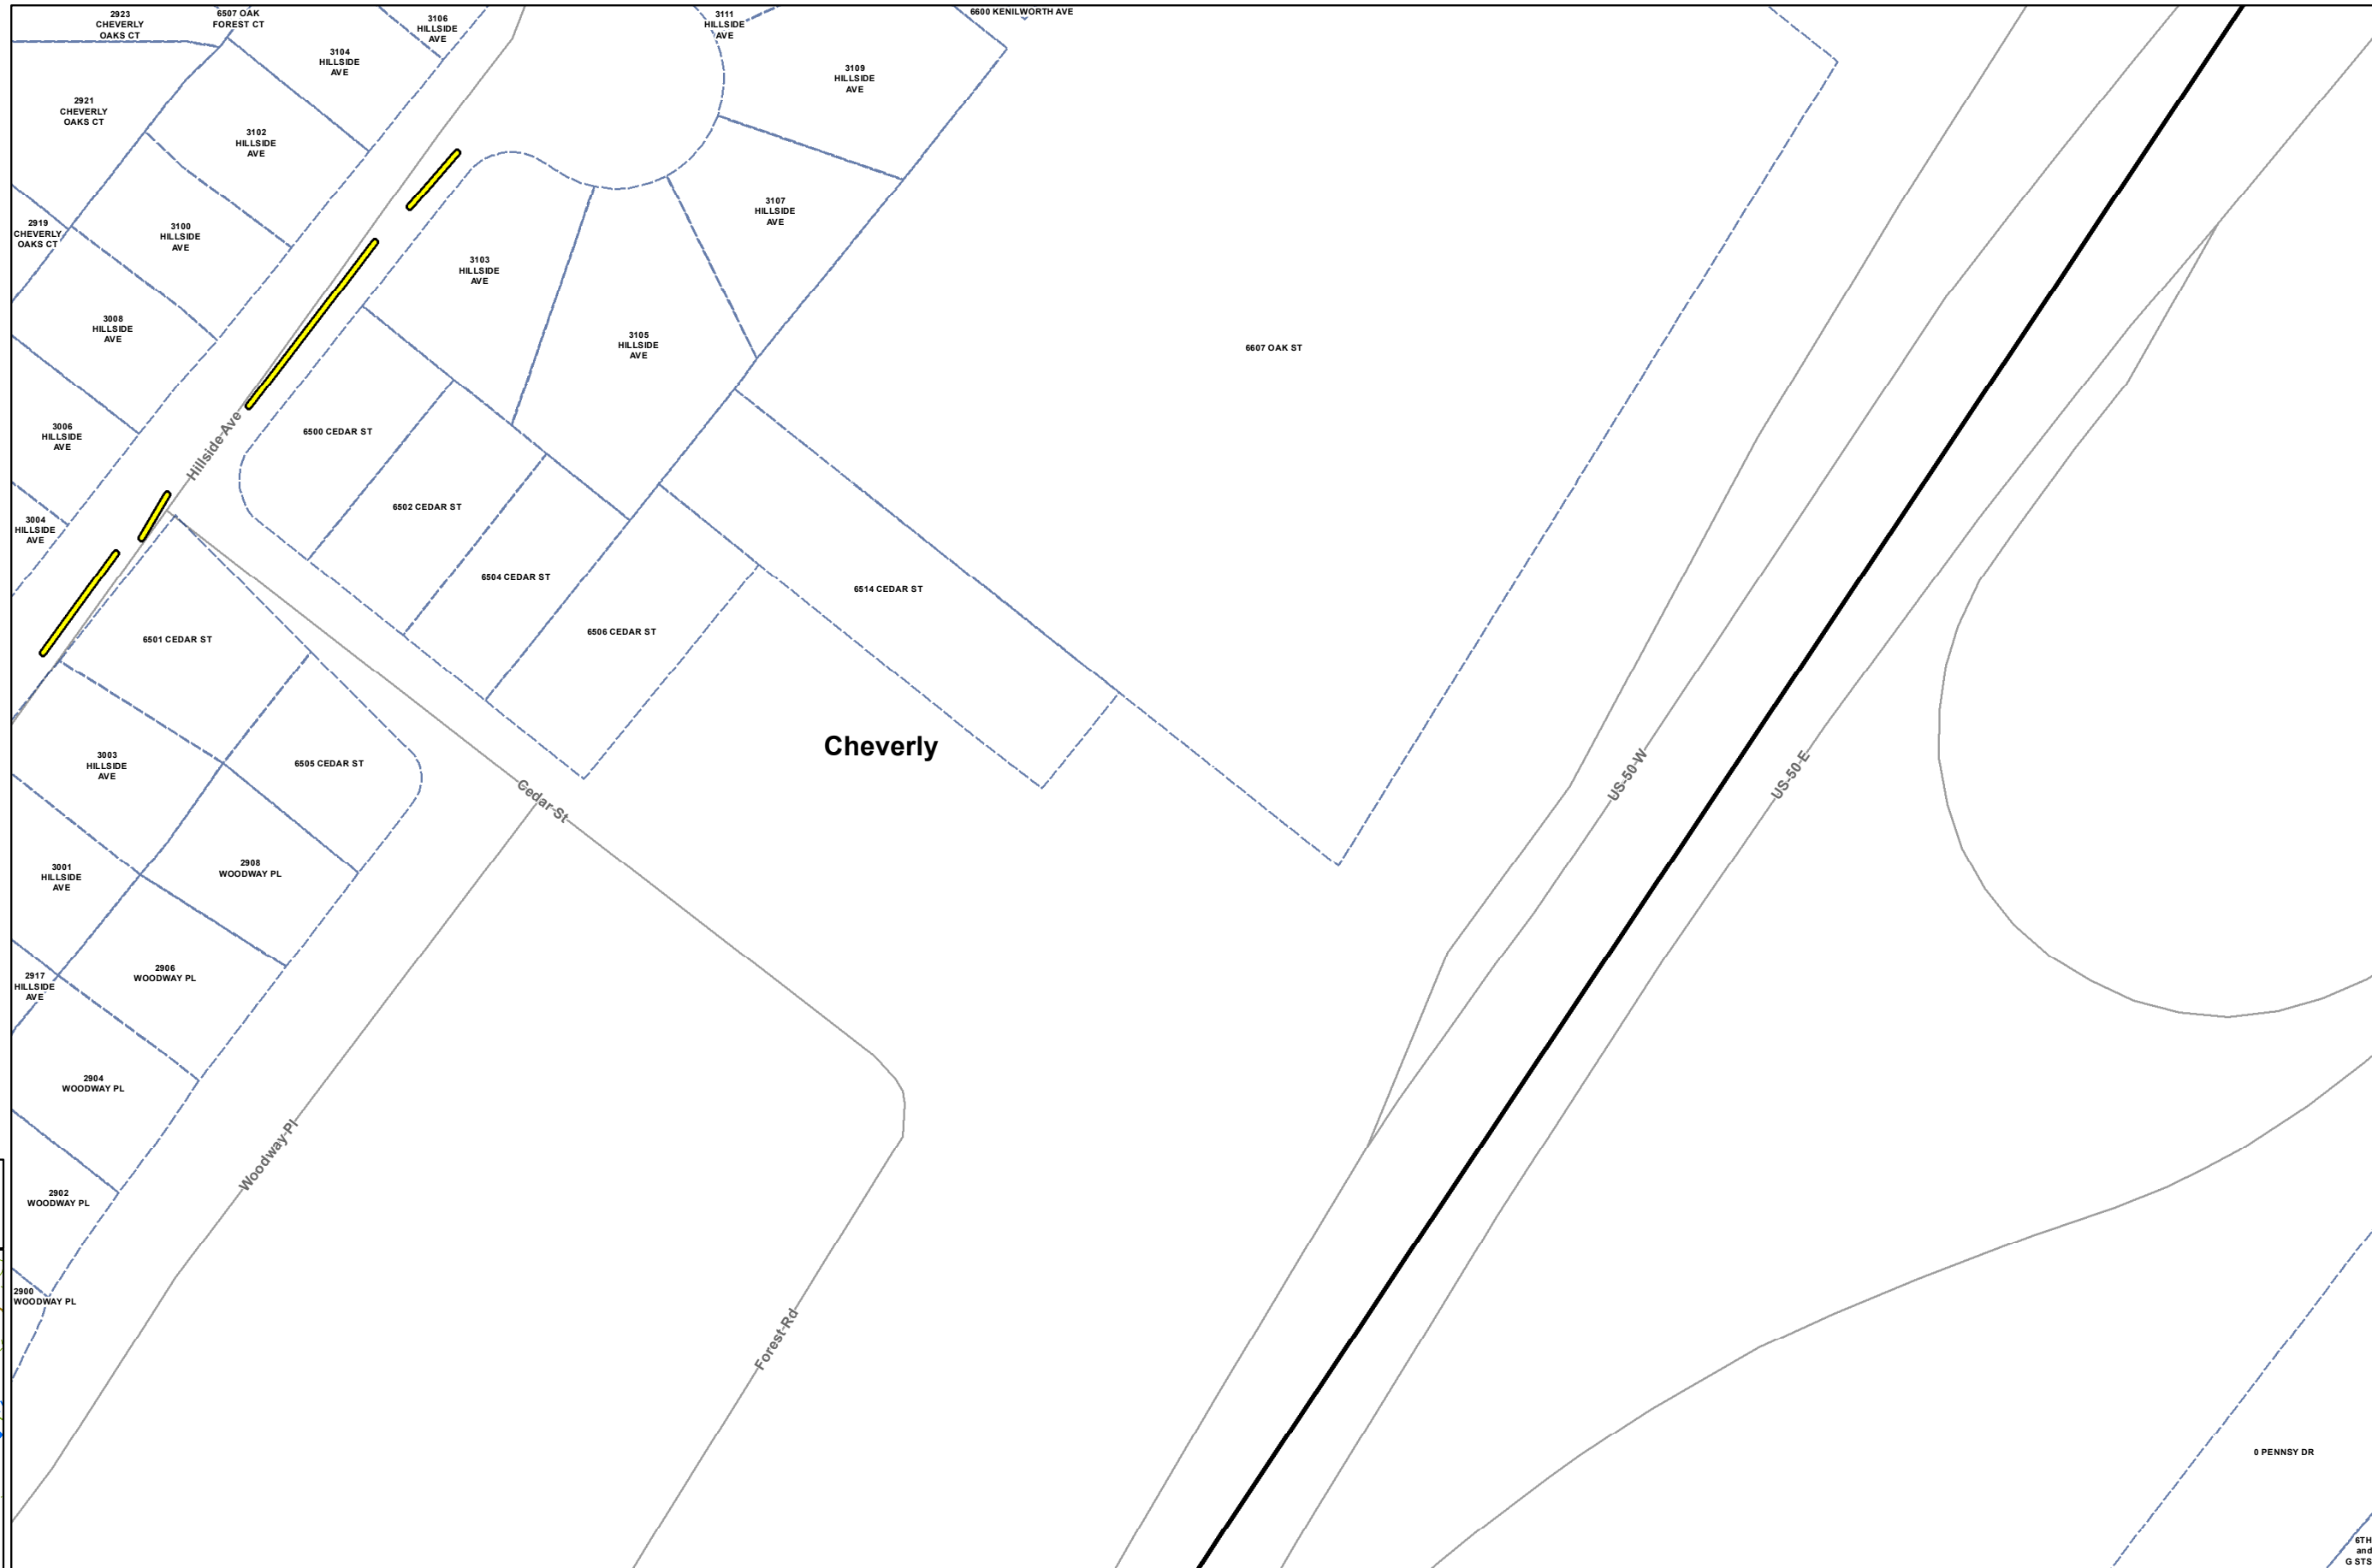 2923
CHEVERLY
OAKS CT
6507 OAK
FOREST CT
3106
HILLSIDE
AVE
3111
HILLSIDE
AVE
6600 KENILWORTH AVE
3104
HILLSIDE
AVE
3109
HILLSIDE
AVE
2921
CHEVERLY
OAKS CT
3102
HILLSIDE
AVE
3107
HILLSIDE
AVE
2919
CHEVERLY
OAKS CT
3100
HILLSIDE
AVE
3103
HILLSIDE
AVE
3008
HILLSIDE
AVE
3105
HILLSIDE
AVE
6607 OAK ST
3006
HILLSIDE
AVE
Hillside Ave
6500 CEDAR ST
6502 CEDAR ST
3004
HILLSIDE
AVE
6504 CEDAR ST
6514 CEDAR ST
6501 CEDAR ST
6506 CEDAR ST
Cheverly
3003
HILLSIDE
AVE
6505 CEDAR ST
US-50-W
US-50-E
Cedar St
3001
HILLSIDE
AVE
2908
WOODWAY PL
2906
WOODWAY PL
2917
HILLSIDE
AVE
2904
WOODWAY PL
Woodway Pl
2902
WOODWAY PL
2900
WOODWAY PL
Forest Rd
0 PENNSY DR
6TH
and
G STS